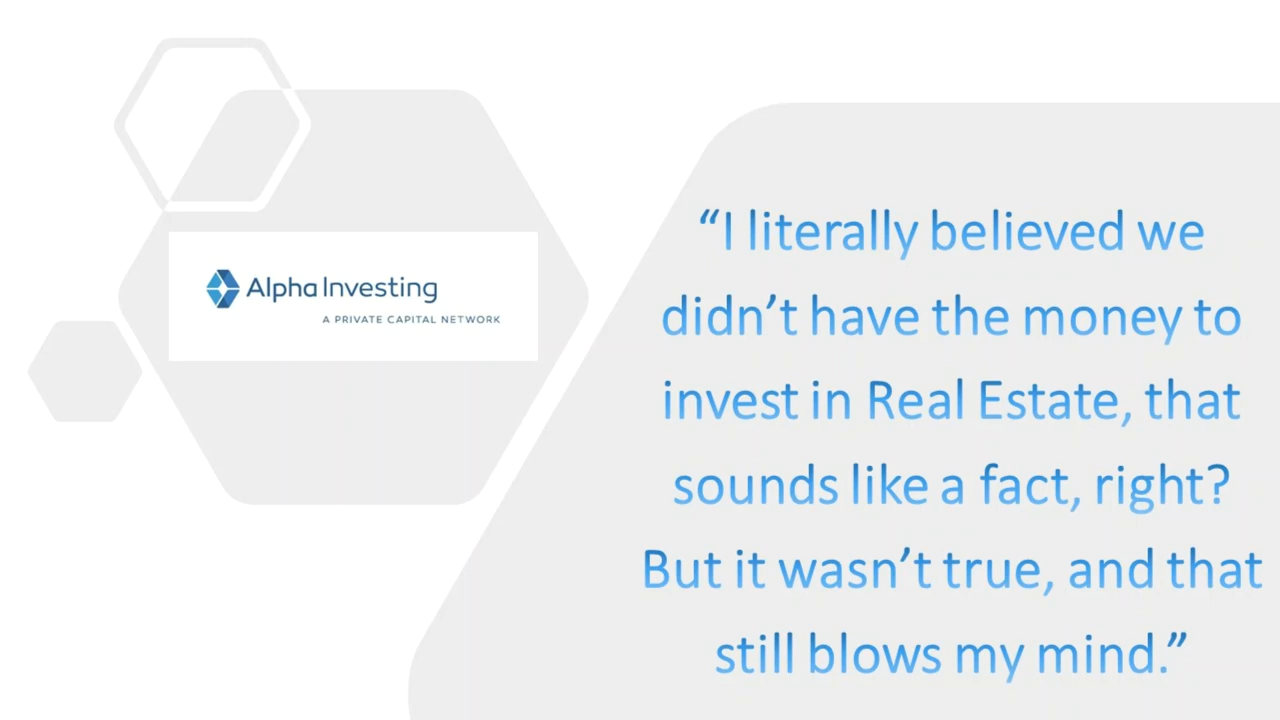 Alpha Investing
A PRIVATE CAPITAL NETWORK
“I literally believed we
didn’t have the money to
invest in Real Estate, that
sounds like a fact, right?
But it wasn’t true, and that
still blows my mind.”